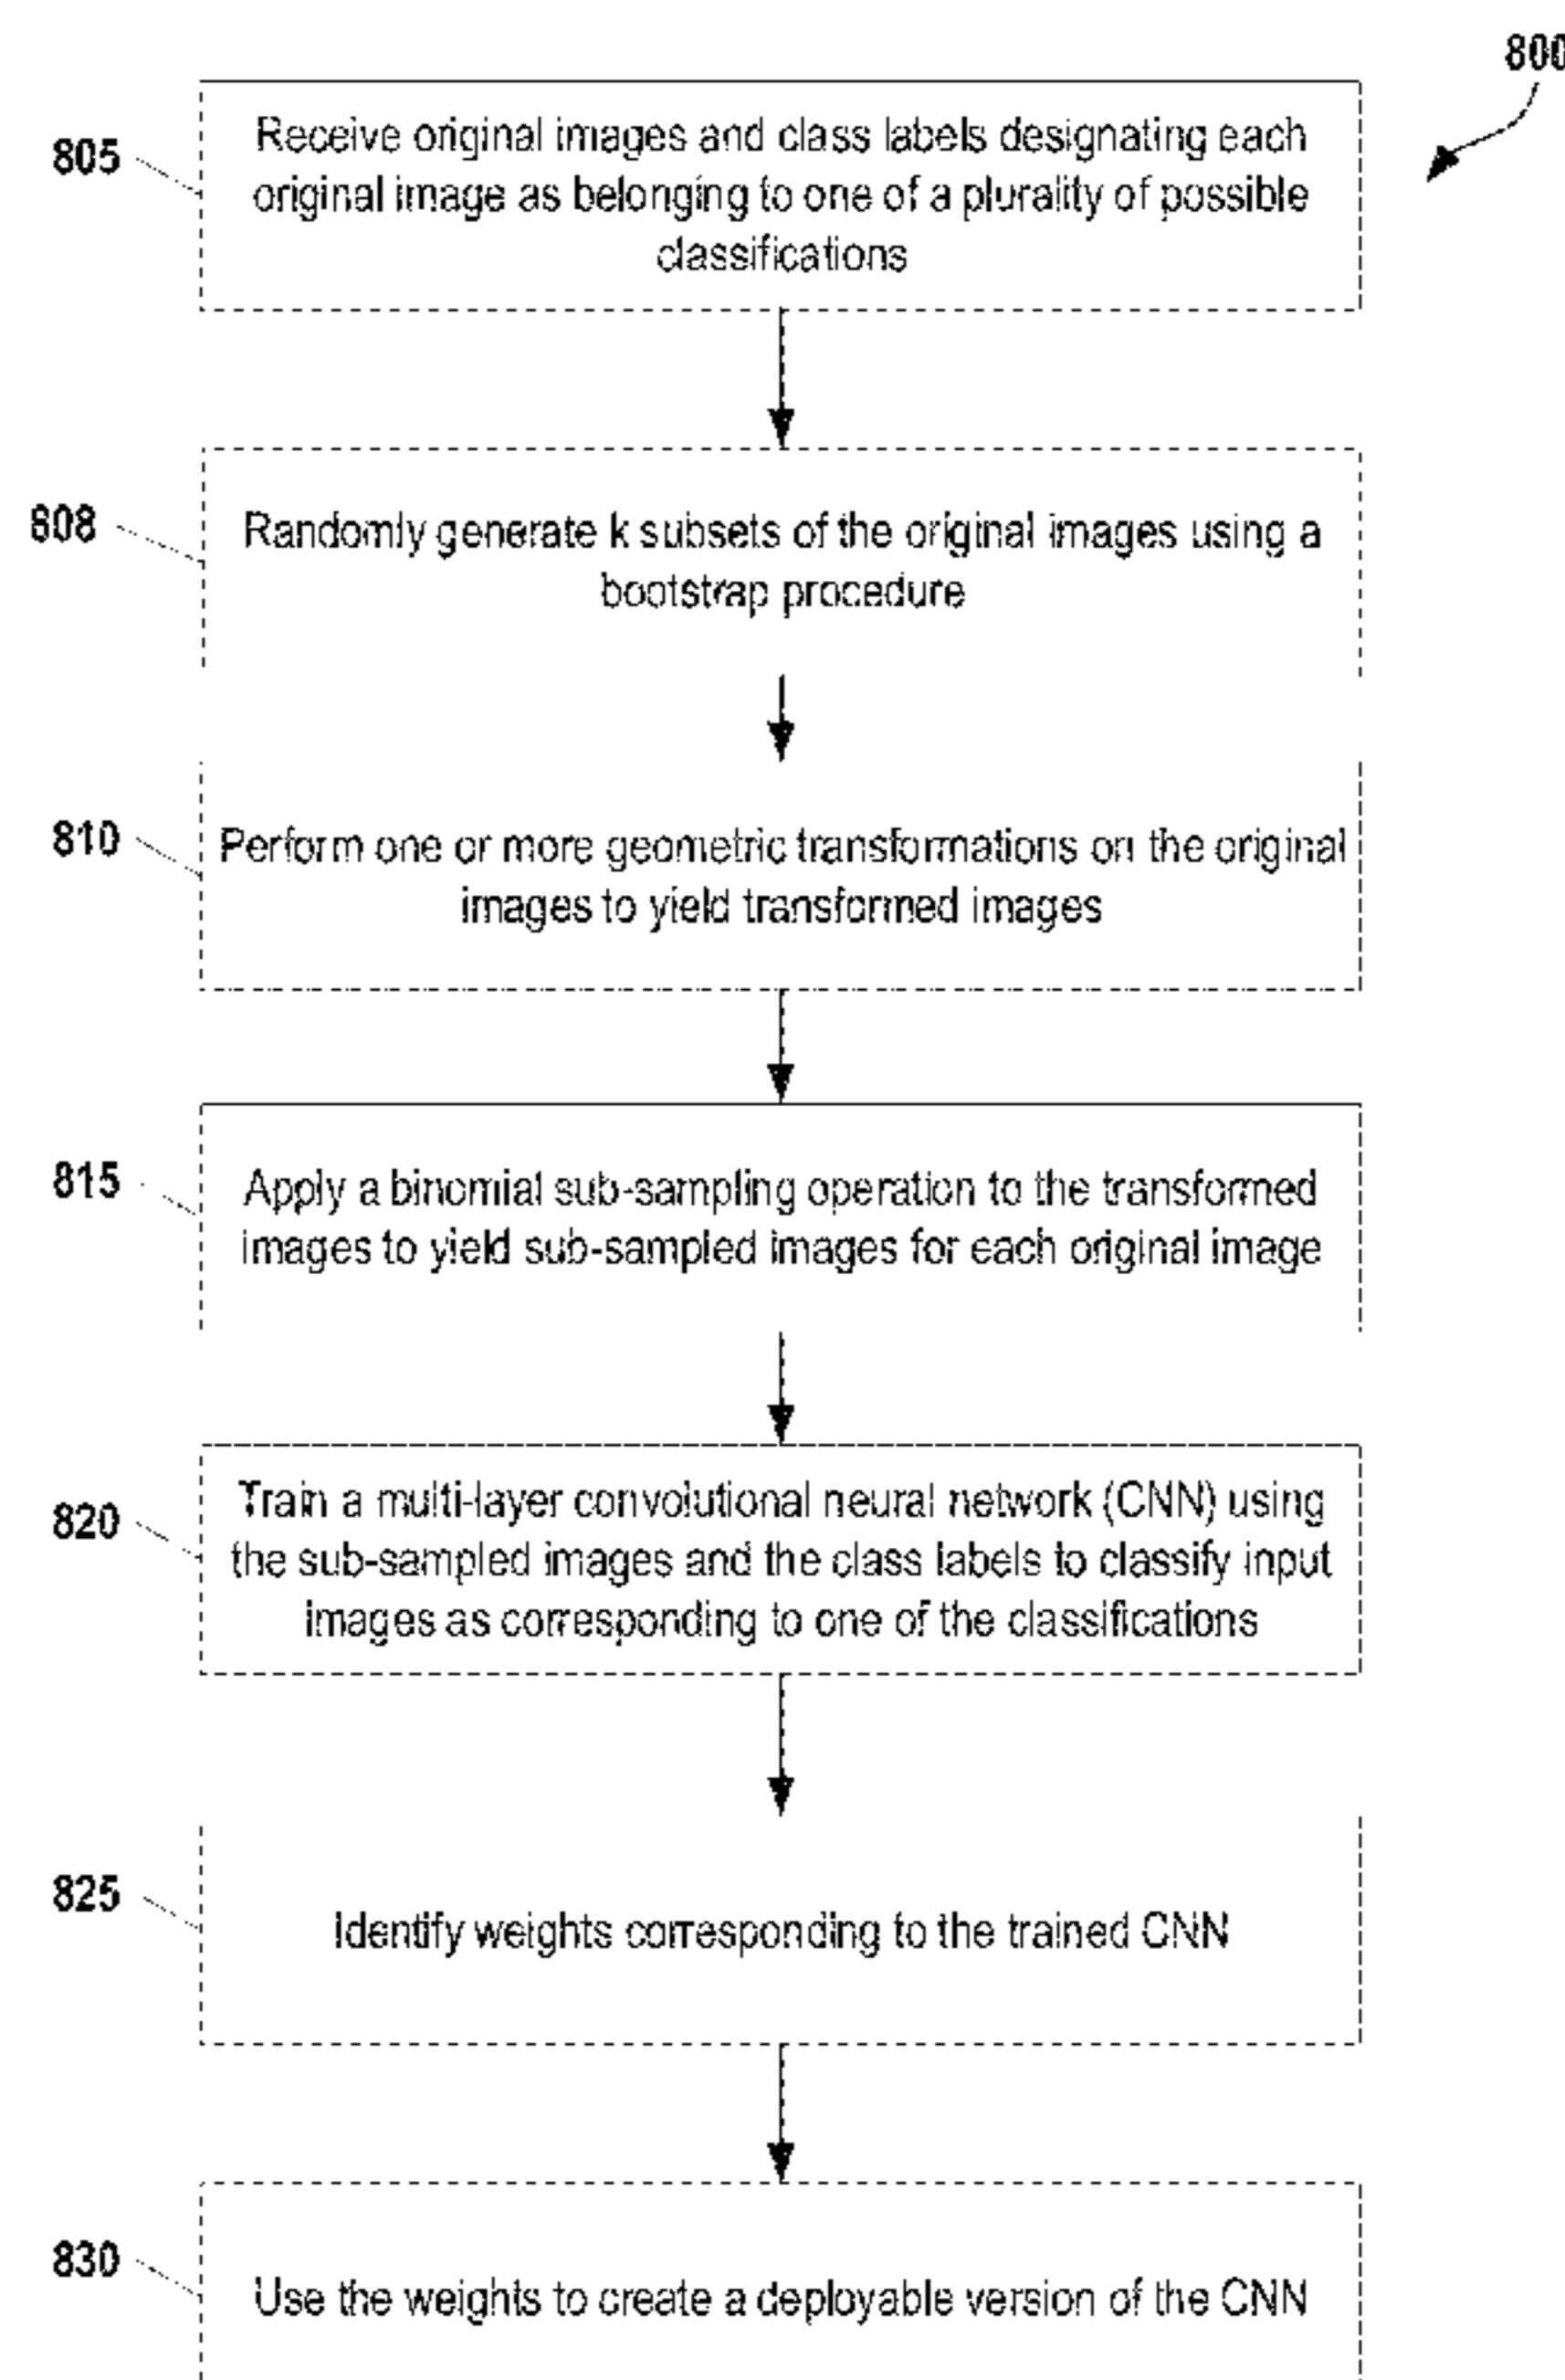 800
805
Receive original images and class labels designating each
original image as belonging to one of a plurality of possible
classifications
808
Randomly generate k subsets of the original images using a
bootstrap procedure
810
Perform one or more geometric transformations on the original
images to yield transformed images
815
Apply a binomial sub-sampling operation to the transformed
images to yield sub-sampled images for each original image
820
Train a multi-layer convolutional neural network (CNN) using
the sub-sampled images and the class labels to classify input
images as corresponding to one of the classifications
825
Identify weights corresponding to the trained CNN
830
Use the weights to create a deployable version of the CNN